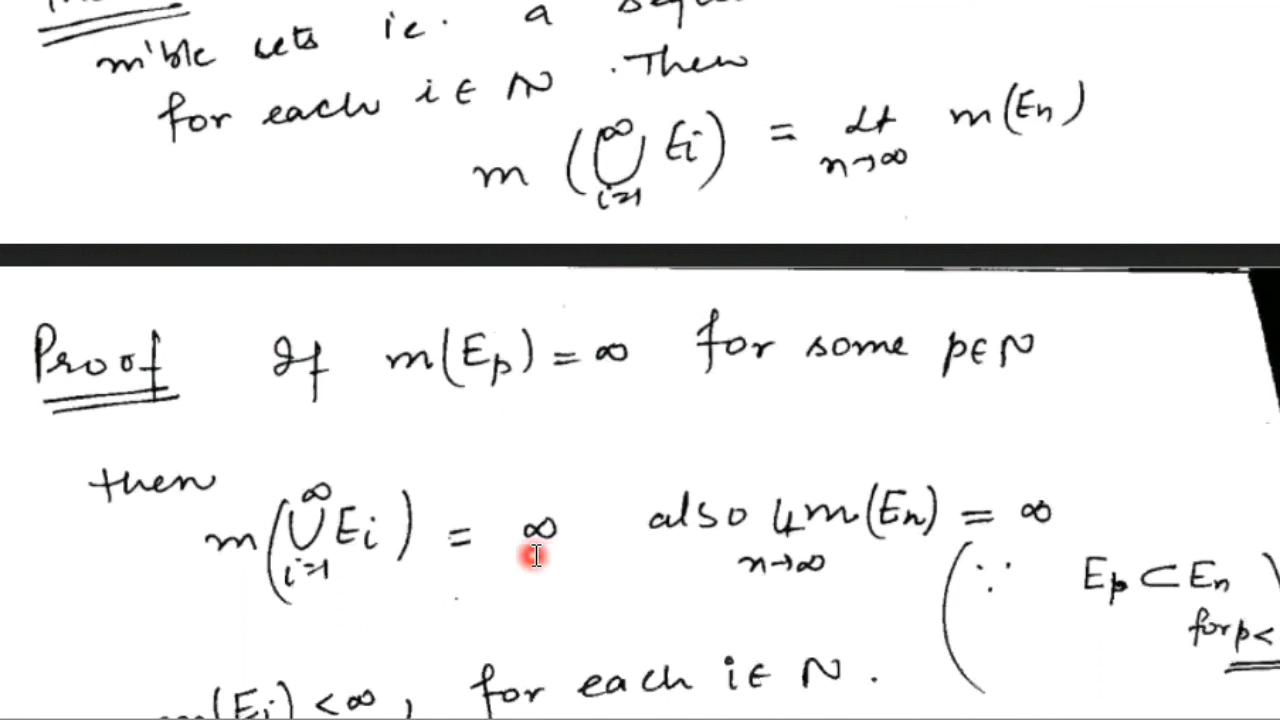 m'ble sets ie. a
for each i ∈ N. Then
m (⋃_{i=1}^{∞} Ei) = Lt_{n→∞} m(En)
Proof If m(Ep) = ∞ for some p∈N
then
m(⋃_{i=1}^{∞} Ei) = ∞ also Lt_{n→∞} m(En) = ∞
(∵ Ep ⊂ En
for p<
m(Ei) < ∞, for each i∈ N.